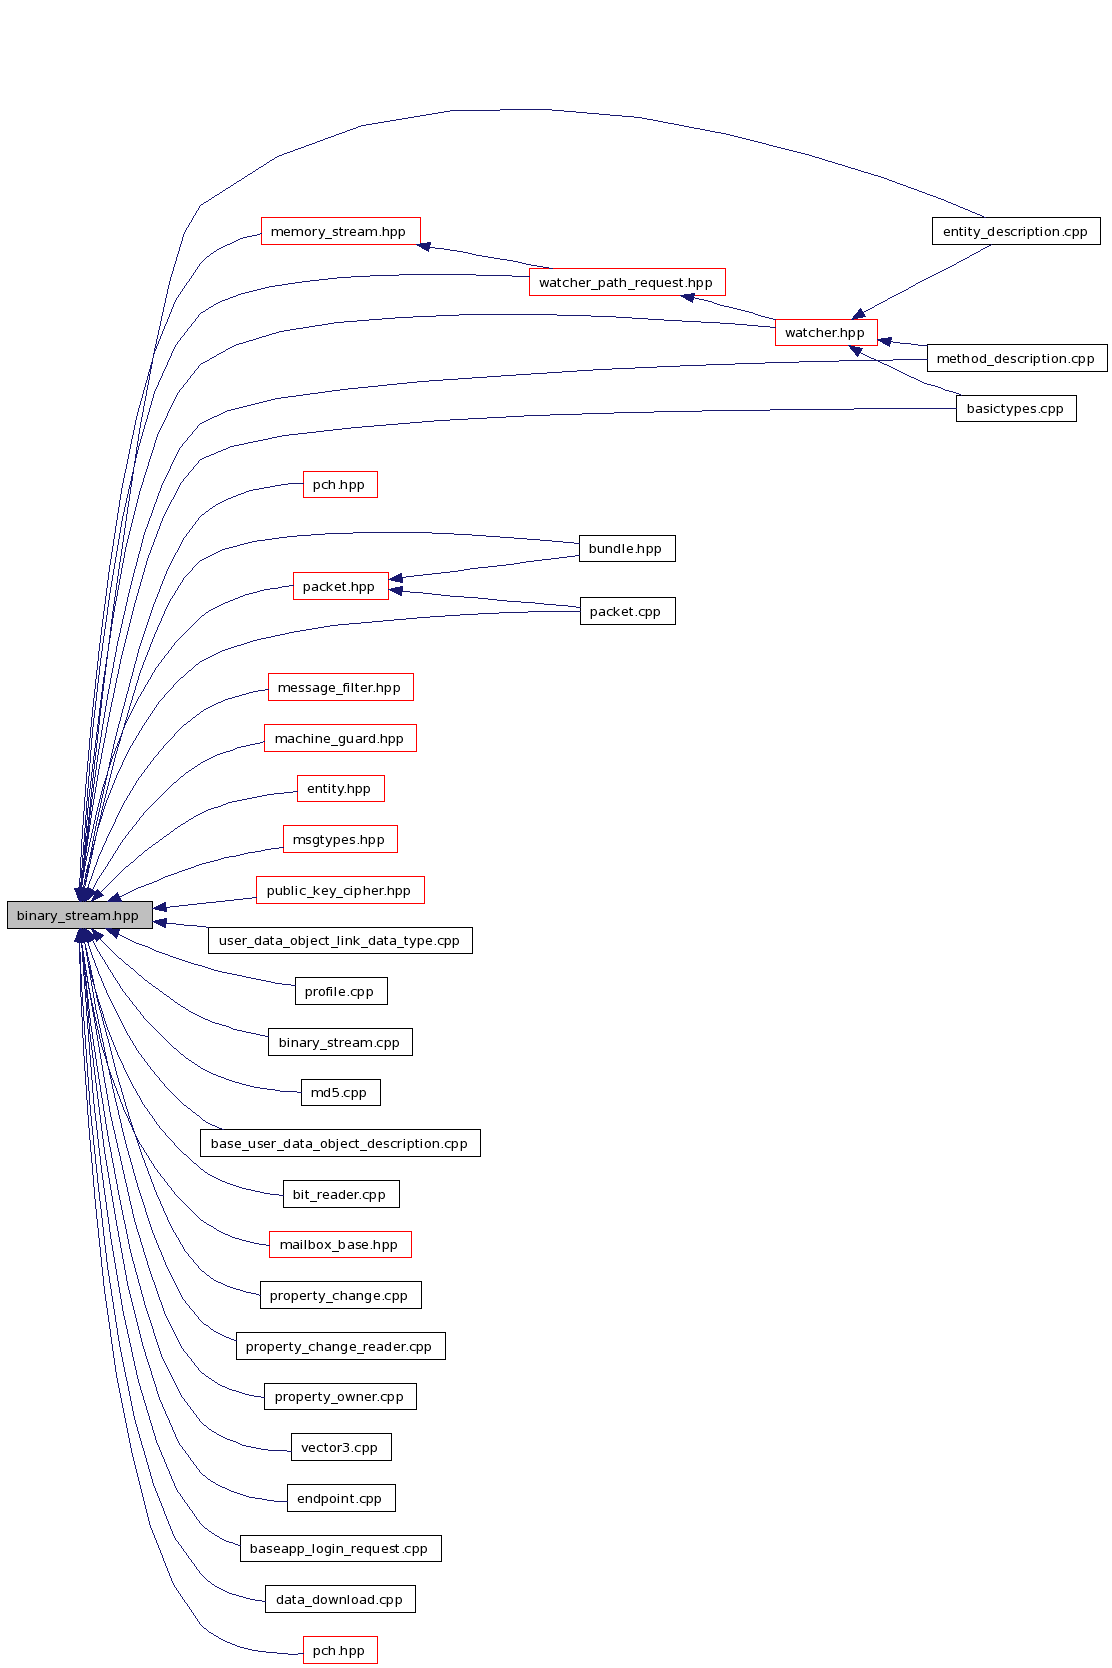 entity_description.cpp
memory_stream.hpp
watcher_path_request.hpp
watcher.hpp
method_description.cpp
basictypes.cpp
pch.hpp
bundle.hpp
packet.hpp
packet.cpp
message_filter.hpp
machine_guard.hpp
entity.hpp
msgtypes.hpp
public_key_cipher.hpp
binary_stream.hpp
user_data_object_link_data_type.cpp
profile.cpp
binary_stream.cpp
md5.cpp
base_user_data_object_description.cpp
bit_reader.cpp
mailbox_base.hpp
property_change.cpp
property_change_reader.cpp
property_owner.cpp
vector3.cpp
endpoint.cpp
baseapp_login_request.cpp
data_download.cpp
pch.hpp